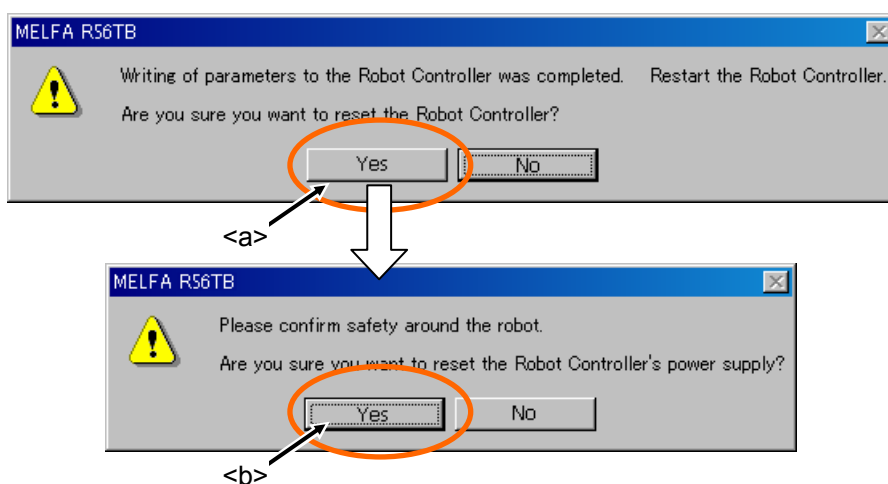 MELFA R56TB
Writing of parameters to the Robot Controller was completed. Restart the Robot Controller.
Are you sure you want to reset the Robot Controller?
Yes No
<a>
MELFA R56TB
Please confirm safety around the robot.
Are you sure you want to reset the Robot Controller's power supply?
Yes No
<b>